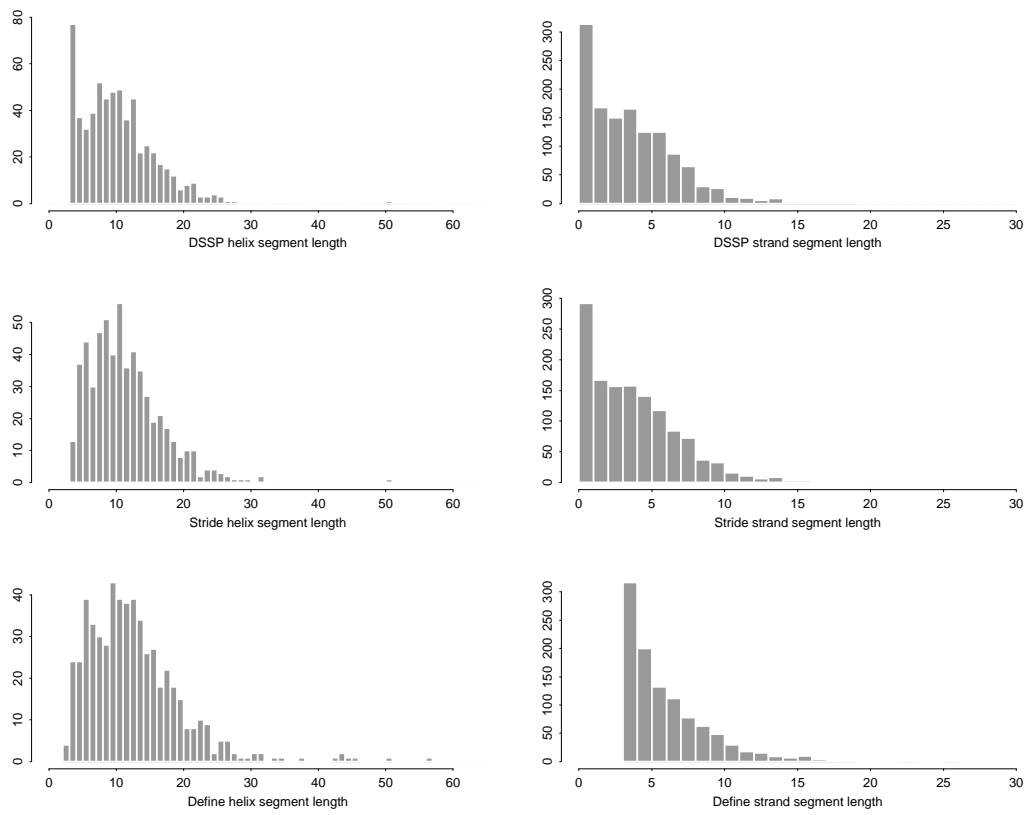 0 20 40 60 80
0 10 20 30 40 50 60
DSSP helix segment length
0 50 100 150 200 250 300
0 5 10 15 20 25 30
DSSP strand segment length
0 10 20 30 40 50
0 10 20 30 40 50 60
Stride helix segment length
0 50 100 150 200 250 300
0 5 10 15 20 25 30
Stride strand segment length
0 10 20 30 40
0 10 20 30 40 50 60
Define helix segment length
0 50 100 150 200 250 300
0 5 10 15 20 25 30
Define strand segment length